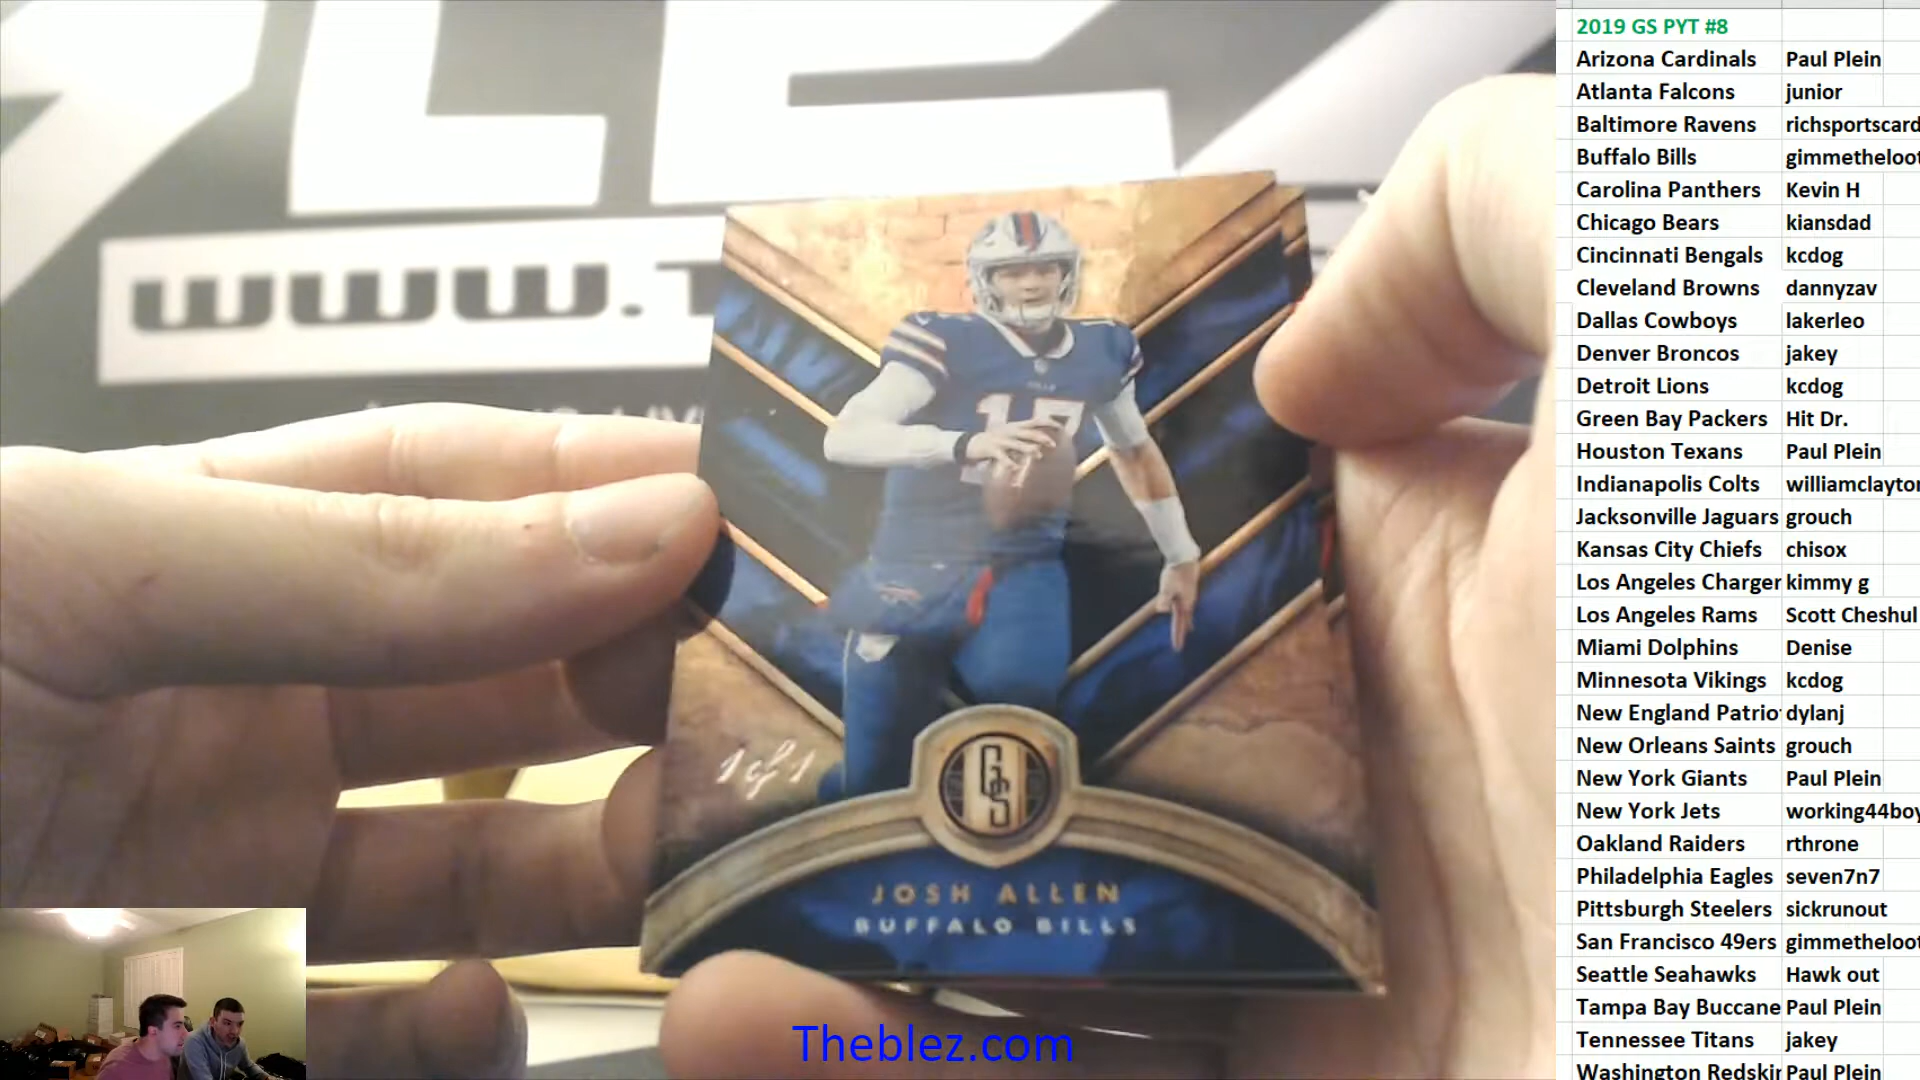 www.T
LIV
17
1 of 1
GS
JOSH ALLEN
BUFFALO BILLS
Theblez.com
2019 GS PYT #8
Arizona Cardinals Paul Plein
Atlanta Falcons junior
Baltimore Ravens richsportscard
Buffalo Bills gimmetheloot
Carolina Panthers Kevin H
Chicago Bears kiansdad
Cincinnati Bengals kcdog
Cleveland Browns dannyzav
Dallas Cowboys lakerleo
Denver Broncos jakey
Detroit Lions kcdog
Green Bay Packers Hit Dr.
Houston Texans Paul Plein
Indianapolis Colts williamclayton
Jacksonville Jaguars grouch
Kansas City Chiefs chisox
Los Angeles Charger kimmy g
Los Angeles Rams Scott Cheshul
Miami Dolphins Denise
Minnesota Vikings kcdog
New England Patriot dylanj
New Orleans Saints grouch
New York Giants Paul Plein
New York Jets working44boy
Oakland Raiders rthrone
Philadelphia Eagles seven7n7
Pittsburgh Steelers sickrunout
San Francisco 49ers gimmetheloot
Seattle Seahawks Hawk out
Tampa Bay Buccane Paul Plein
Tennessee Titans jakey
Washington Redskin Paul Plein